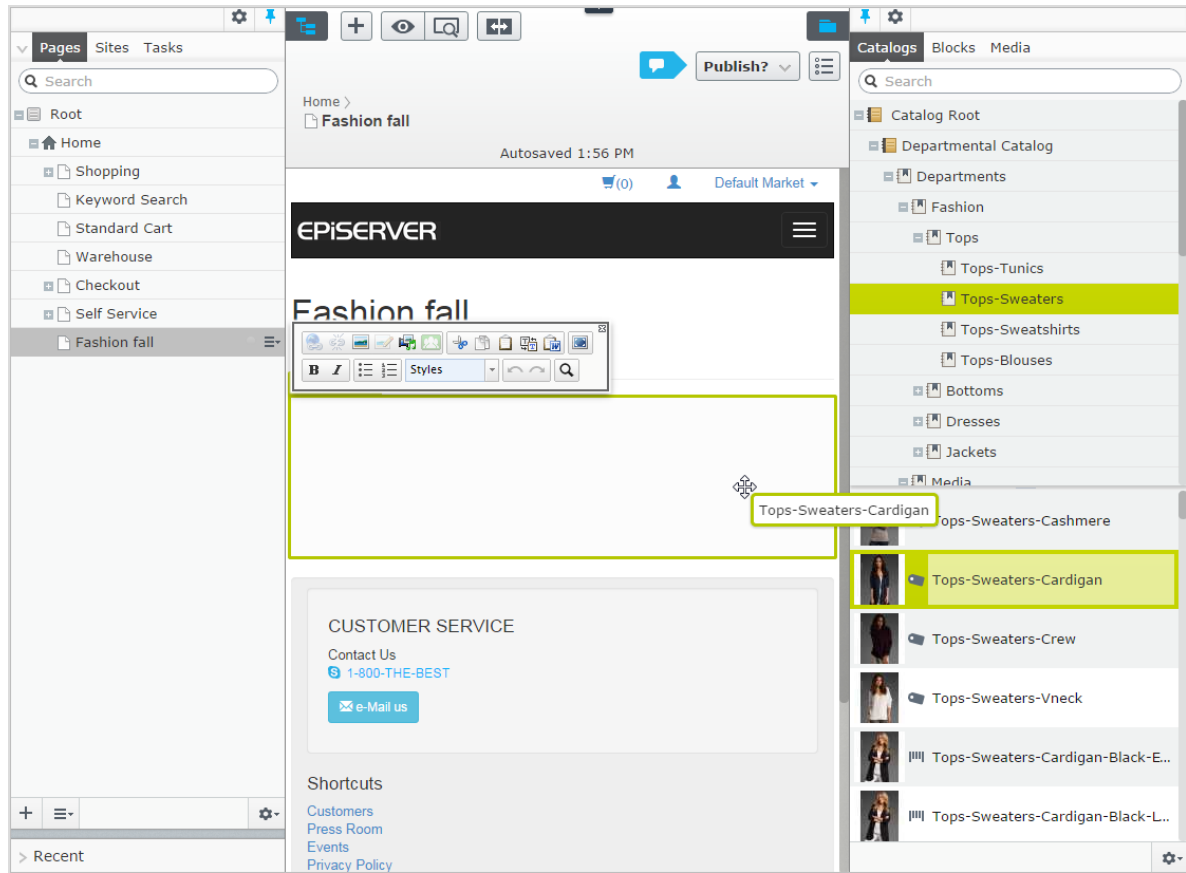 Pages Sites Tasks
Search
Root
Home
Shopping
Keyword Search
Standard Cart
Warehouse
Checkout
Self Service
Fashion fall
Recent
Publish?
Home
Fashion fall
Autosaved 1:56 PM
(0) Default Market
EPiSERVER
Fashion fall
B I Styles
Tops-Sweaters-Cardigan
CUSTOMER SERVICE
Contact Us
1-800-THE-BEST
e-Mail us
Shortcuts
Customers
Press Room
Events
Privacy Policy
Catalogs Blocks Media
Search
Catalog Root
Departmental Catalog
Departments
Fashion
Tops
Tops-Tunics
Tops-Sweaters
Tops-Sweatshirts
Tops-Blouses
Bottoms
Dresses
Jackets
Media
Tops-Sweaters-Cashmere
Tops-Sweaters-Cardigan
Tops-Sweaters-Crew
Tops-Sweaters-Vneck
Tops-Sweaters-Cardigan-Black-E...
Tops-Sweaters-Cardigan-Black-L...